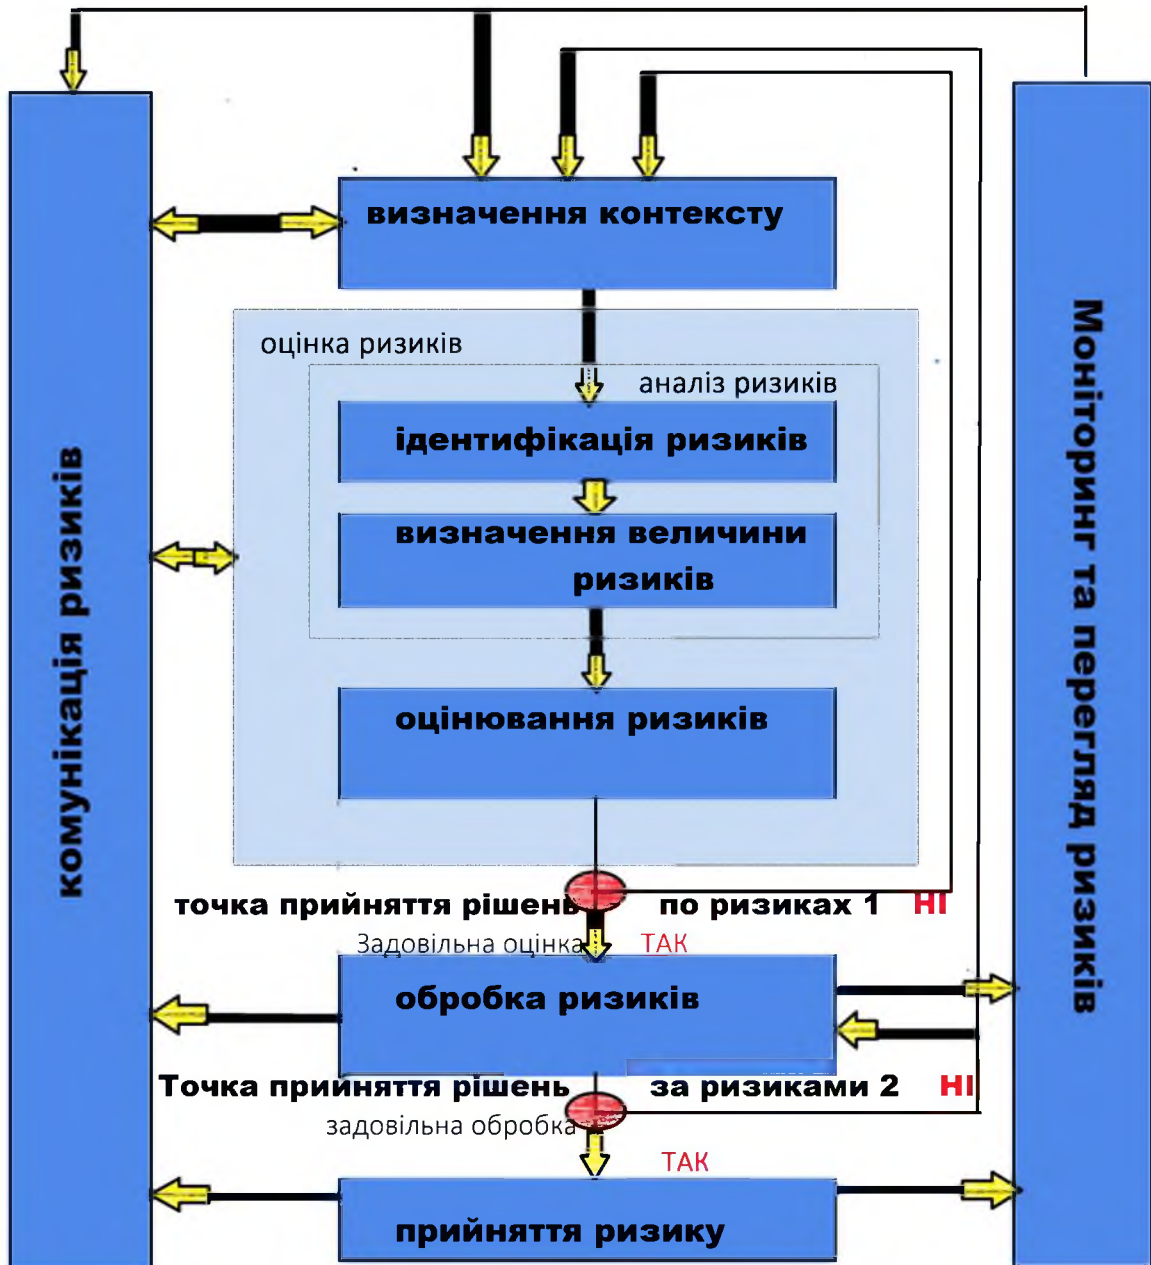 визначення контексту
оцінка ризиків
аналіз ризиків
ідентифікація ризиків
визначення величини
ризиків
оцінювання ризиків
точка прийняття рішень по ризиках 1 НІ
Задовільна оцінка ТАК
обробка ризиків
Точка прийняття рішень за ризиками 2 НІ
задовільна обробка
ТАК
прийняття ризику
комунікація ризиків
Моніторинг та перегляд ризиків